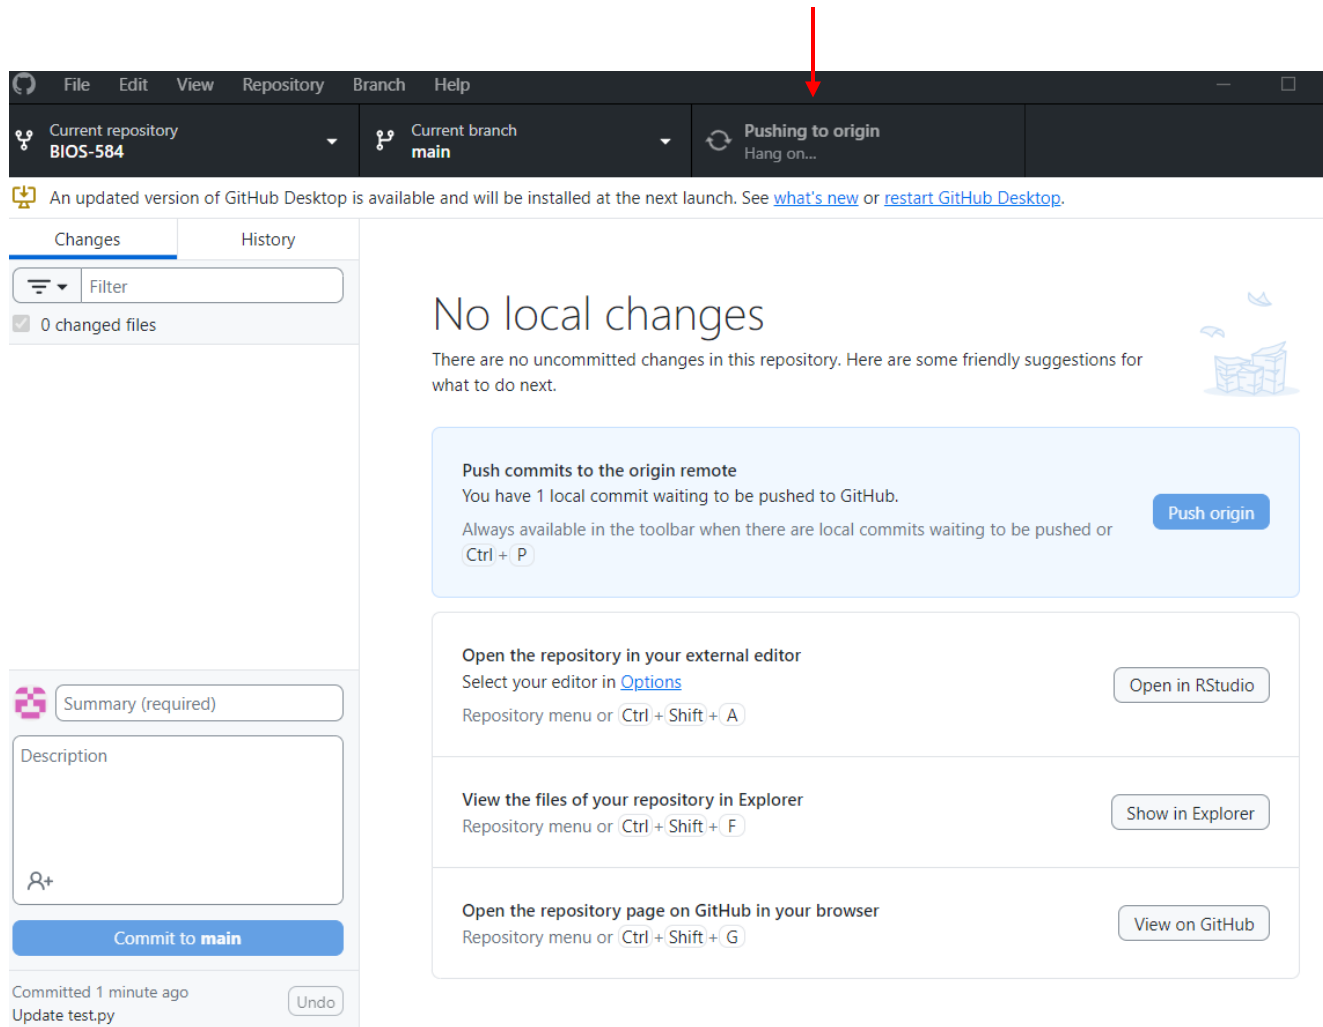 File Edit View Repository Branch Help
Current repository
BIOS-584
Current branch
main
Pushing to origin
Hang on...
An updated version of GitHub Desktop is available and will be installed at the next launch. See what's new or restart GitHub Desktop.
Changes
History
Filter
0 changed files
No local changes
There are no uncommitted changes in this repository. Here are some friendly suggestions for
what to do next.
Push commits to the origin remote
You have 1 local commit waiting to be pushed to GitHub.
Always available in the toolbar when there are local commits waiting to be pushed or
Ctrl + P
Push origin
Open the repository in your external editor
Select your editor in Options
Repository menu or Ctrl + Shift + A
Open in RStudio
View the files of your repository in Explorer
Repository menu or Ctrl + Shift + F
Show in Explorer
Open the repository page on GitHub in your browser
Repository menu or Ctrl + Shift + G
View on GitHub
Summary (required)
Description
Commit to main
Committed 1 minute ago
Update test.py
Undo